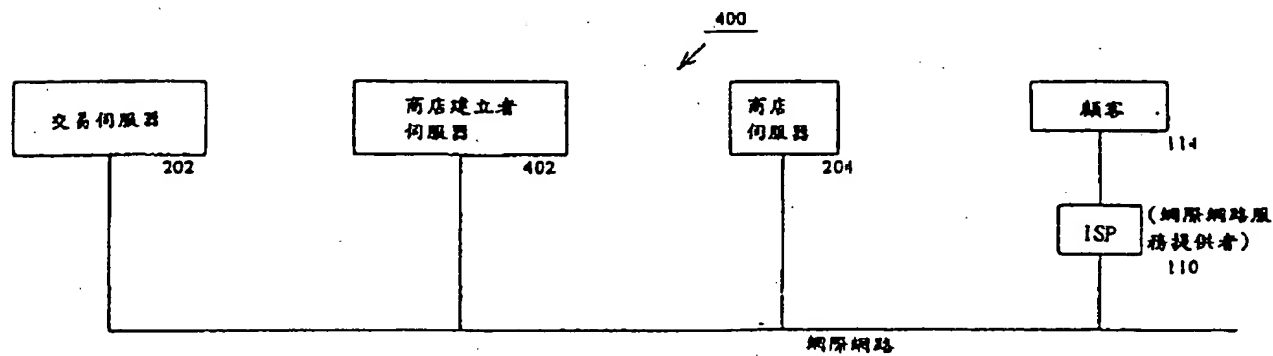 400
交易伺服器
202
商店建立者
伺服器
402
商店
伺服器
204
顧客
114
ISP
(網際網路服
務提供者)
110
網際網路